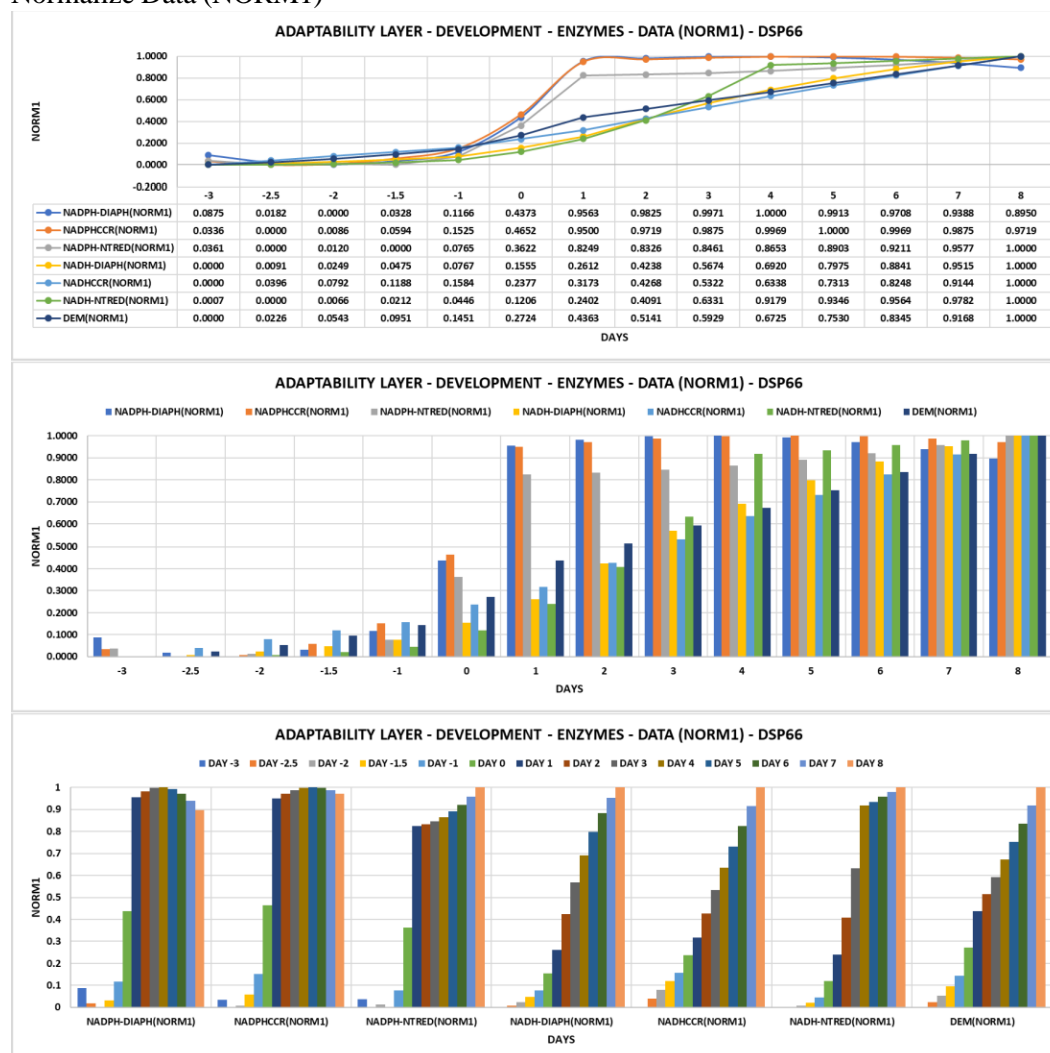 Normalize Data (NORM1)
ADAPTABILITY LAYER - DEVELOPMENT - ENZYMES - DATA (NORM1) - DSP66
1.0000
0.8000
0.6000
0.4000
0.2000
0.0000
-0.2000
NORM1
-3 -2.5 -2 -1.5 -1 0 1 2 3 4 5 6 7 8
NADPH-DIAPH(NORM1) 0.0875 0.0182 0.0000 0.0328 0.1166 0.4373 0.9563 0.9825 0.9971 1.0000 0.9913 0.9708 0.9388 0.8950
NADPHCCR(NORM1) 0.0336 0.0000 0.0086 0.0594 0.1525 0.4652 0.9500 0.9719 0.9875 0.9969 1.0000 0.9969 0.9875 0.9719
NADPH-NTRED(NORM1) 0.0361 0.0000 0.0120 0.0000 0.0765 0.3622 0.8249 0.8326 0.8461 0.8653 0.8903 0.9211 0.9577 1.0000
NADH-DIAPH(NORM1) 0.0000 0.0091 0.0249 0.0475 0.0767 0.1555 0.2612 0.4238 0.5674 0.6920 0.7975 0.8841 0.9515 1.0000
NADHCCR(NORM1) 0.0000 0.0396 0.0792 0.1188 0.1584 0.2377 0.3173 0.4268 0.5322 0.6338 0.7313 0.8248 0.9144 1.0000
NADH-NTRED(NORM1) 0.0007 0.0000 0.0066 0.0212 0.0446 0.1206 0.2402 0.4091 0.6331 0.9179 0.9346 0.9564 0.9782 1.0000
DEM(NORM1) 0.0000 0.0226 0.0543 0.0951 0.1451 0.2724 0.4363 0.5141 0.5929 0.6725 0.7530 0.8345 0.9168 1.0000
DAYS
ADAPTABILITY LAYER - DEVELOPMENT - ENZYMES - DATA (NORM1) - DSP66
NADPH-DIAPH(NORM1) NADPHCCR(NORM1) NADPH-NTRED(NORM1) NADH-DIAPH(NORM1) NADHCCR(NORM1) NADH-NTRED(NORM1) DEM(NORM1)
1.0000
0.9000
0.8000
0.7000
0.6000
0.5000
0.4000
0.3000
0.2000
0.1000
0.0000
NORM1
-3 -2.5 -2 -1.5 -1 0 1 2 3 4 5 6 7 8
DAYS
ADAPTABILITY LAYER - DEVELOPMENT - ENZYMES - DATA (NORM1) - DSP66
DAY -3 DAY -2.5 DAY -2 DAY -1.5 DAY -1 DAY 0 DAY 1 DAY 2 DAY 3 DAY 4 DAY 5 DAY 6 DAY 7 DAY 8
1
0.9
0.8
0.7
0.6
0.5
0.4
0.3
0.2
0.1
0
NORM1
NADPH-DIAPH(NORM1) NADPHCCR(NORM1) NADPH-NTRED(NORM1) NADH-DIAPH(NORM1) NADHCCR(NORM1) NADH-NTRED(NORM1) DEM(NORM1)
DAYS